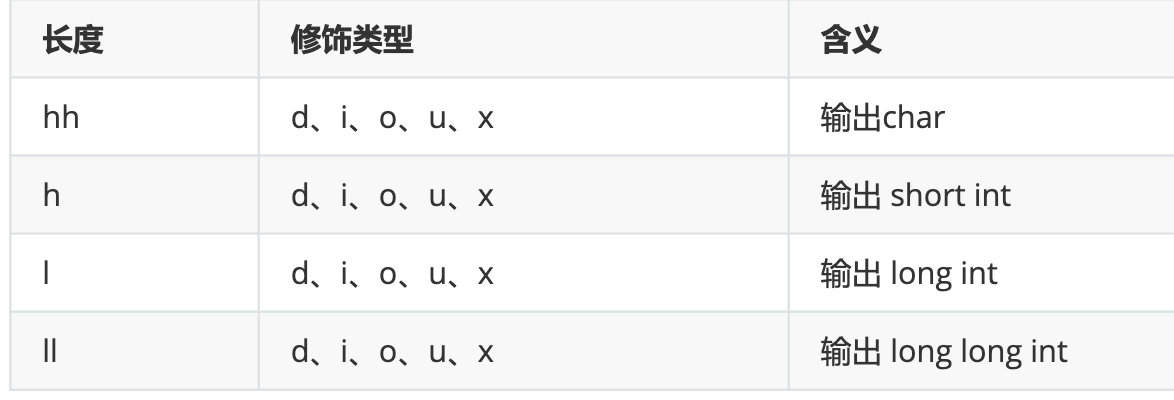 长度 修饰类型 含义
hh d、i、o、u、x 输出char
h d、i、o、u、x 输出 short int
l d、i、o、u、x 输出 long int
ll d、i、o、u、x 输出 long long int